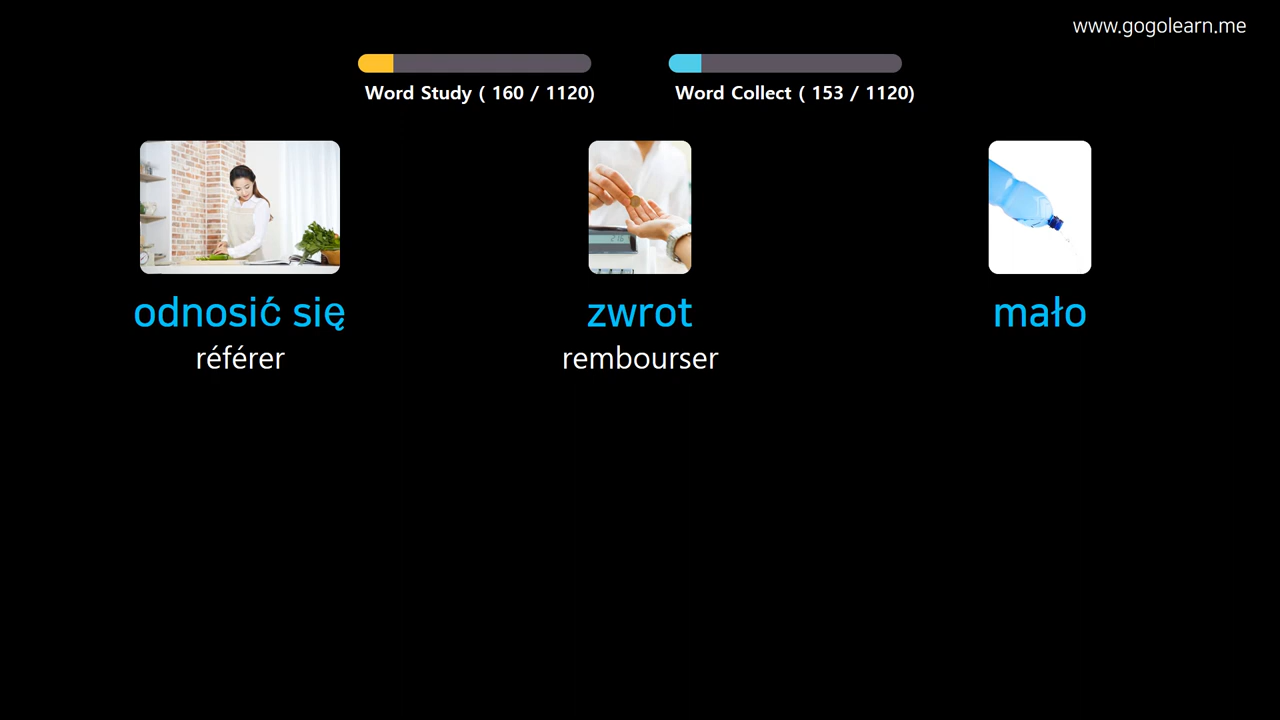 www.gogolearn.me
Word Study ( 160 / 1120)
Word Collect ( 153 / 1120)
odnosić się
référer
zwrot
rembourser
mało